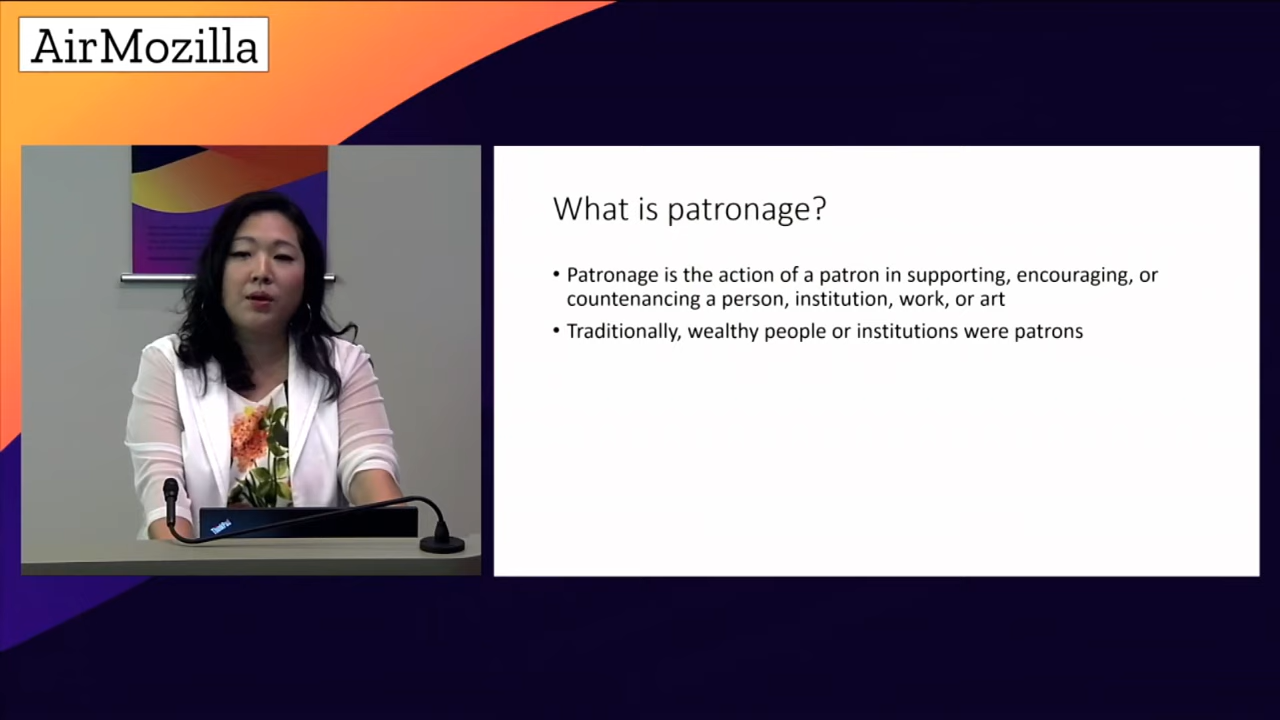 AirMozilla
What is patronage?
• Patronage is the action of a patron in supporting, encouraging, or
countenancing a person, institution, work, or art
• Traditionally, wealthy people or institutions were patrons
ThinkPad